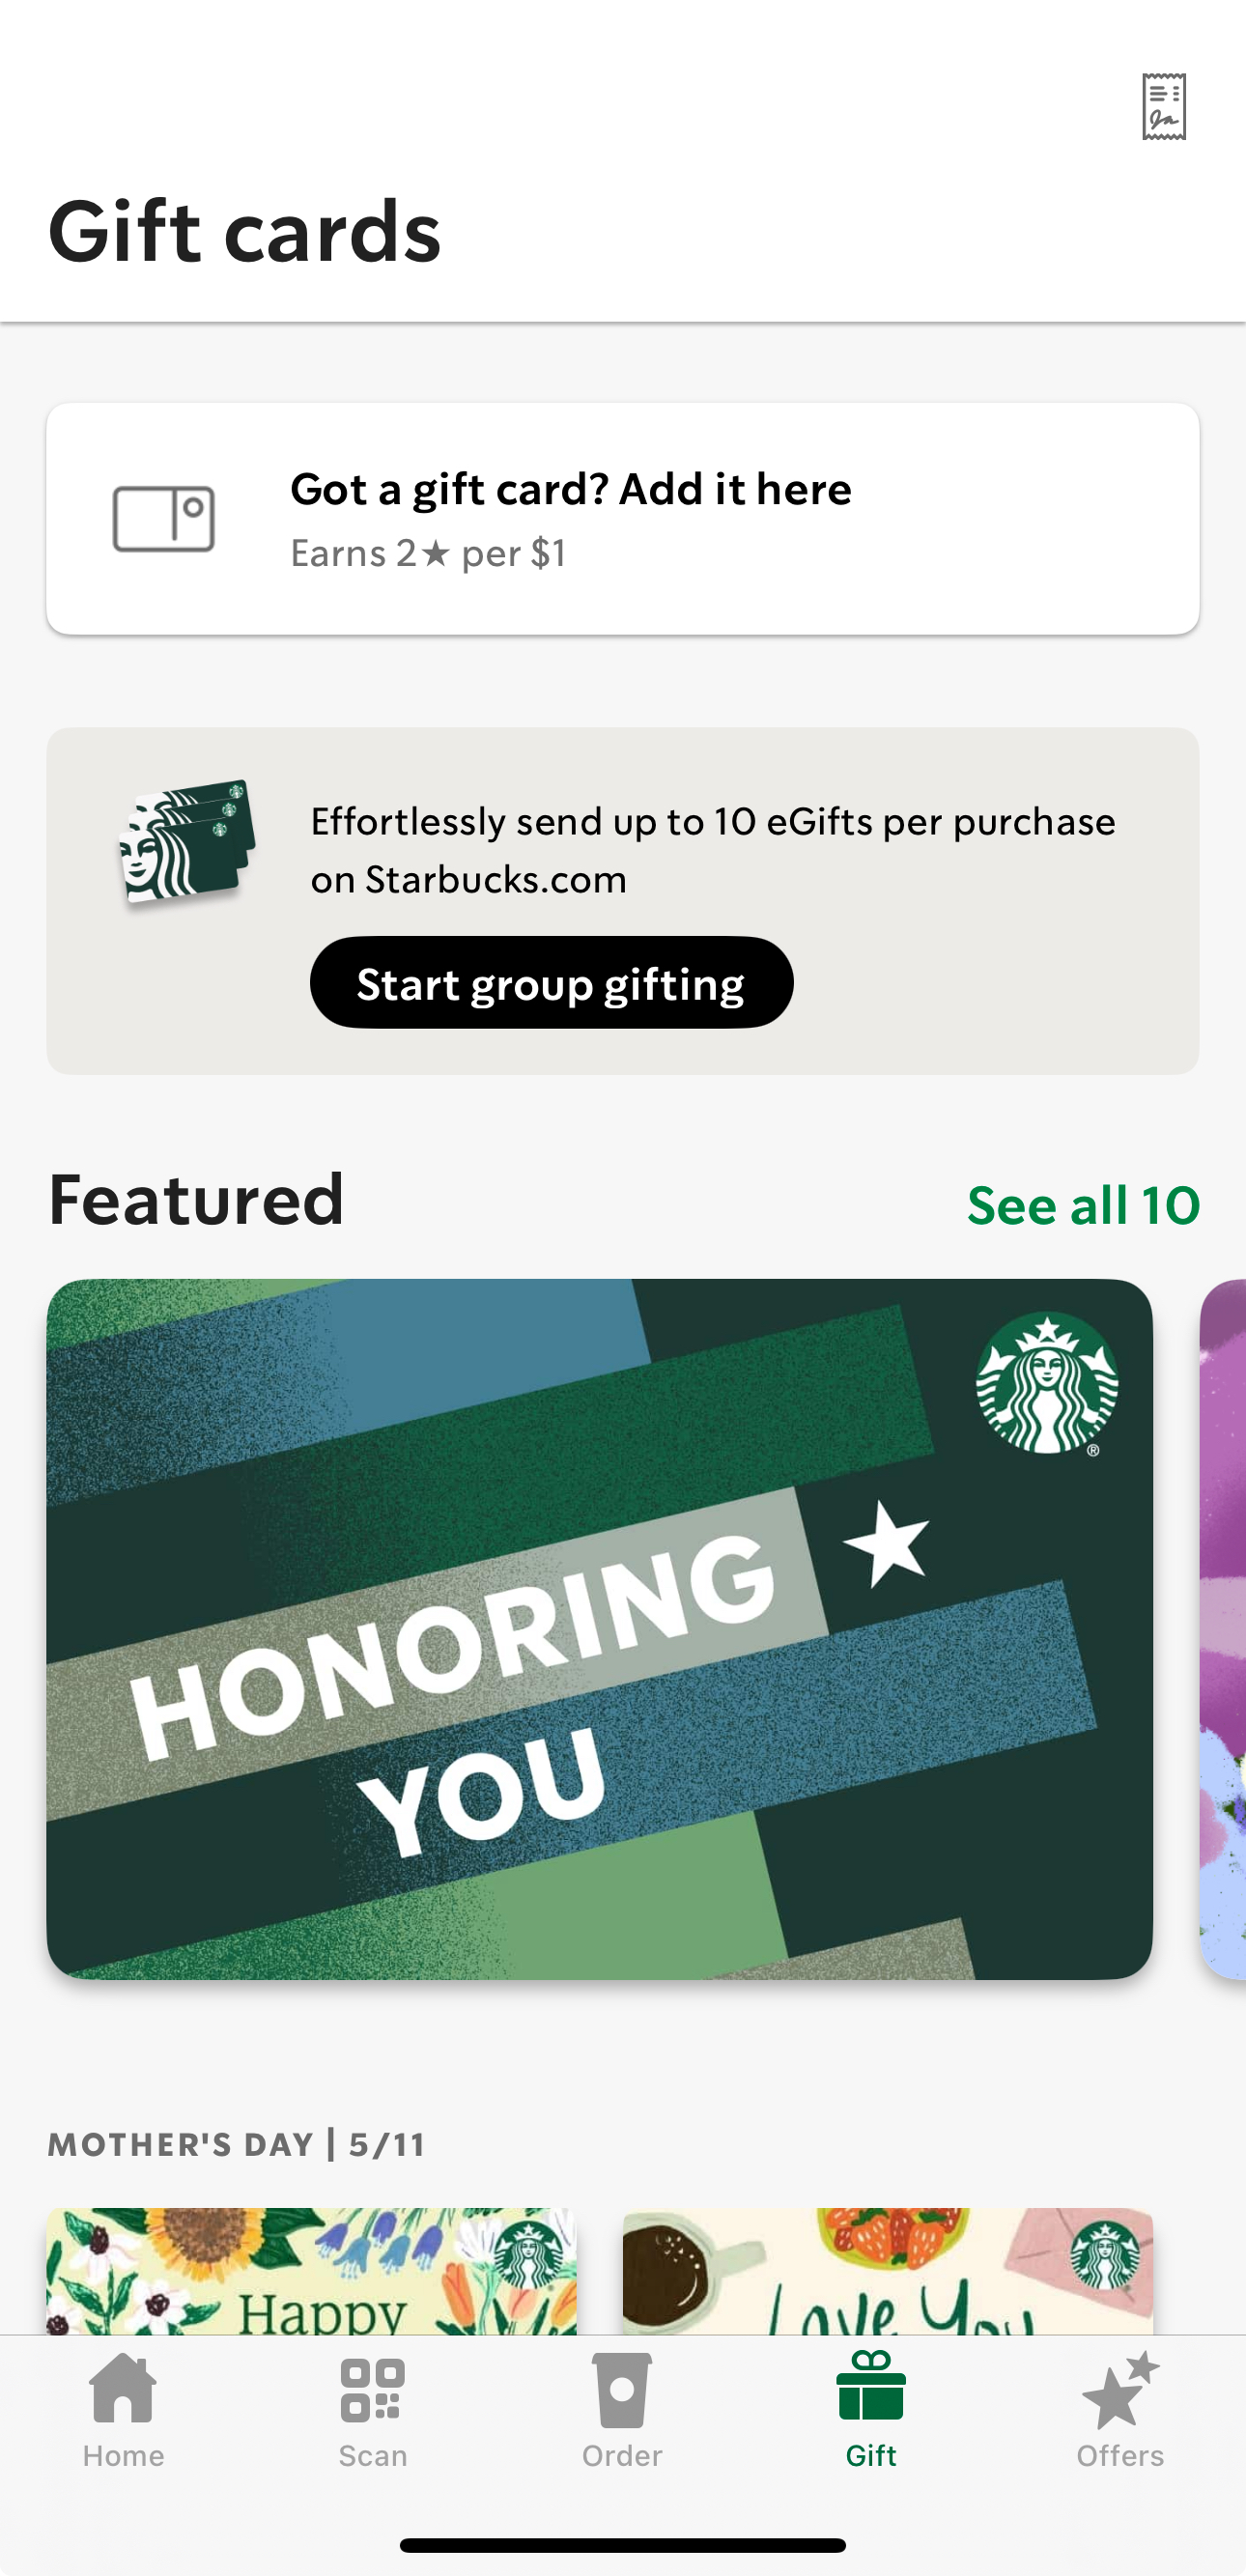 Gift cards
Got a gift card? Add it here
Earns 2★ per $1
Effortlessly send up to 10 eGifts per purchase
on Starbucks.com
Start group gifting
Featured
See all 10
HONORING
YOU
®
MOTHER'S DAY | 5/11
Happy
Love You
Home
Scan
Order
Gift
Offers